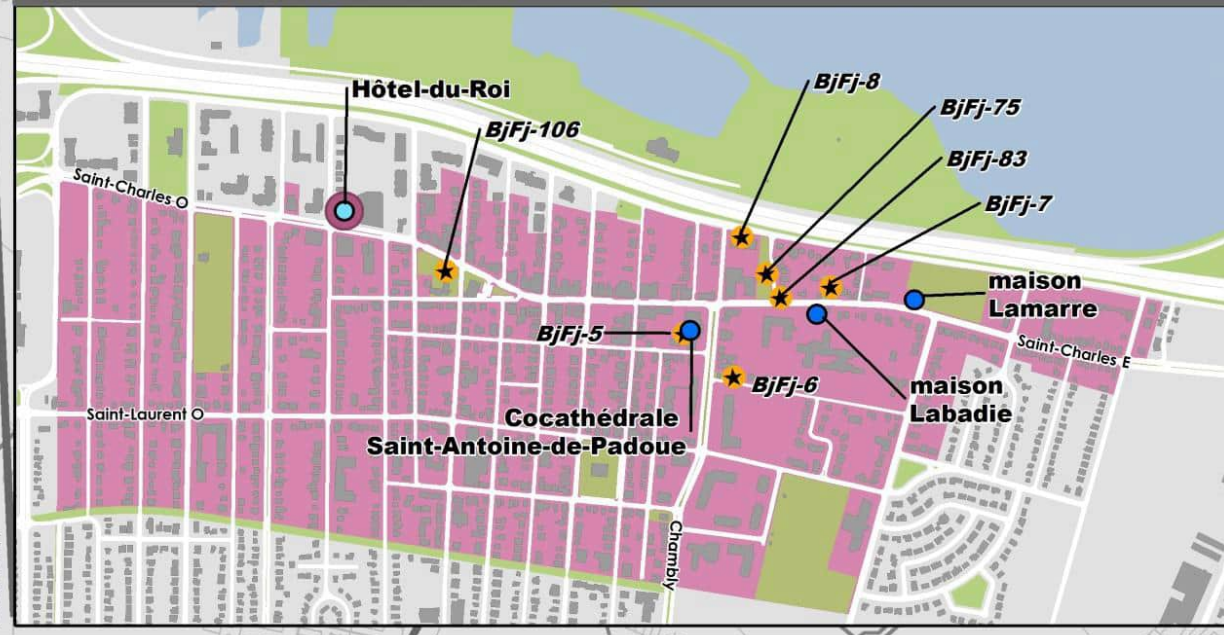 Hôtel-du-Roi
BjFj-8
BjFj-75
BjFj-106
BjFj-83
Saint-Charles O
BjFj-7
maison
Lamarre
BjFj-5
Saint-Charles E
BjFj-6
maison
Labadie
Saint-Laurent O
Cocathédrale
Saint-Antoine-de-Padoue
Chambly